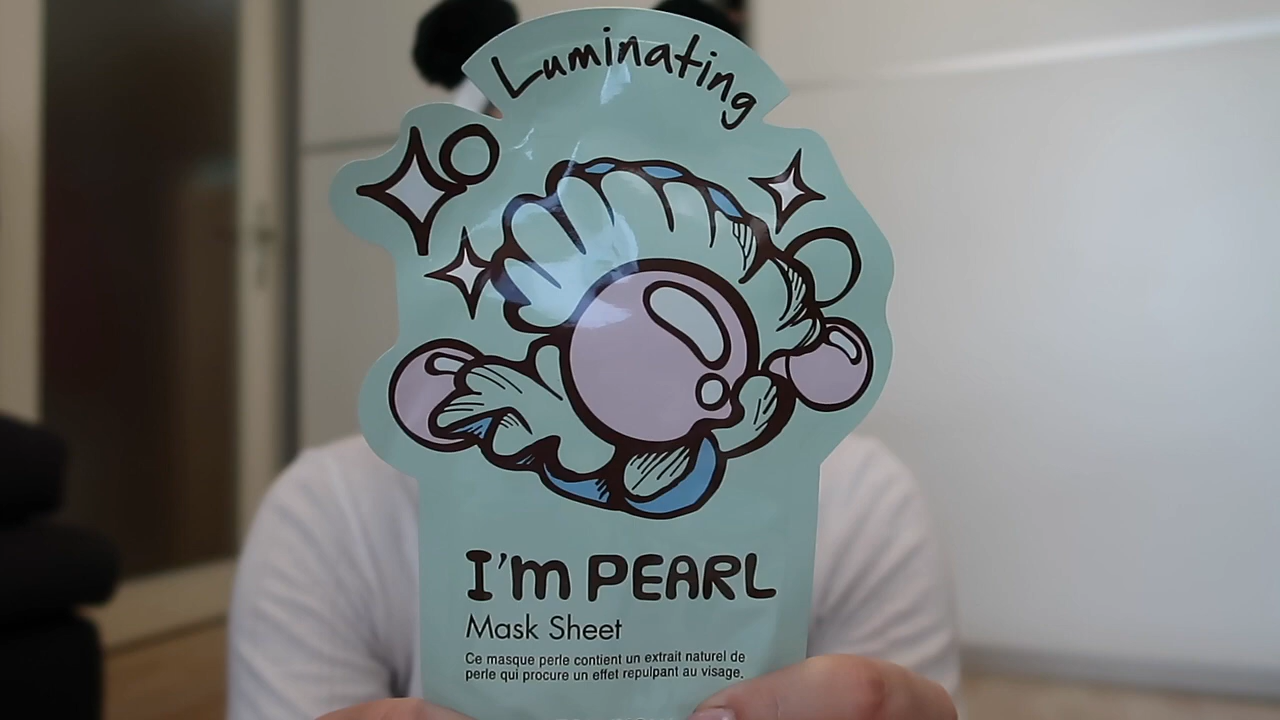 Luminating
I'm PEARL
Mask Sheet
Ce masque perle contient un extrait naturel de
perle qui procure un effet repulpant au visage.